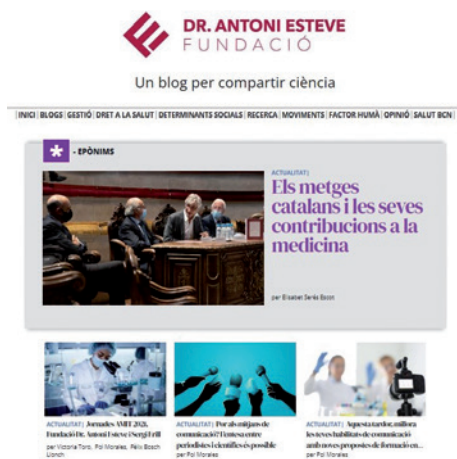 DR. ANTONI ESTEVE
FUNDACIÓ
Un blog per compartir ciència
| INICI | BLOGS | GESTIÓ | DRET A LA SALUT | DETERMINANTS SOCIALS | RECERCA | MOVIMENTS | FACTOR HUMÀ | OPINIÓ | SALUT BCN |
* - EPÒNIMS
ACTUALITAT|
Els metges
catalans i les seves
contribucions a la
medicina
per Elisabet Serés Escot
ACTUALITAT| Jornades AMIT 2021,
Fundació Dr. Antoni Esteve i Sergi Erill
per Victoria Toro, Pol Morales, Fèlix Bosch
Llonch
ACTUALITAT| Por als mitjans de
comunicació? l'entesa entre
periodistes i científics és possible
per Pol Morales
ACTUALITAT| Aquesta tardor, millora
les teves habilitats de comunicació
amb noves propostes de formació en...
per Pol Morales